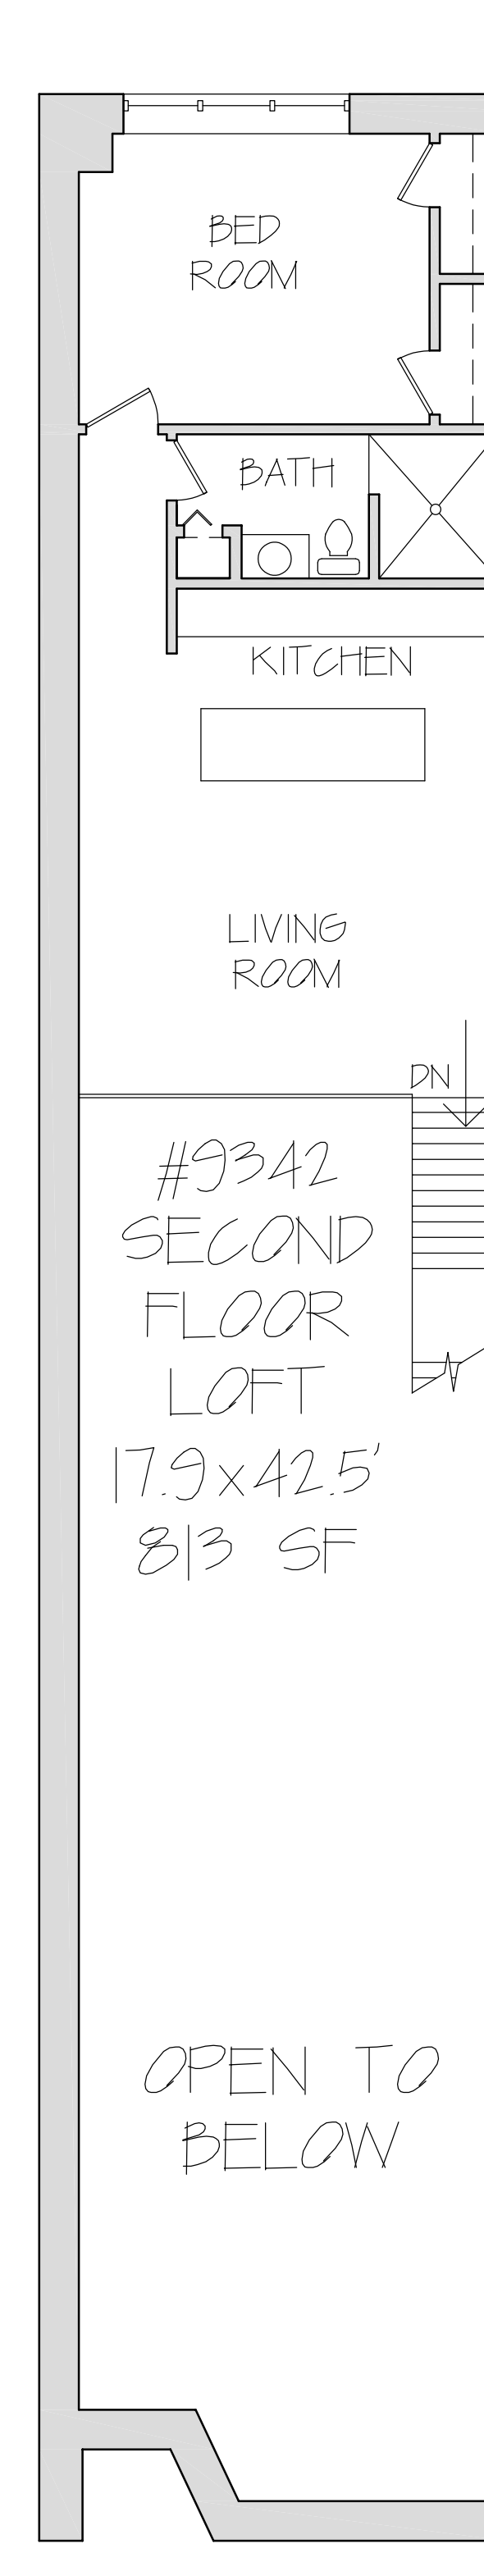 BED
ROOM
BATH
KITCHEN
LIVING
ROOM
DN
#9342
SECOND
FLOOR
LOFT
17.9x42.5'
813 SF
OPEN TO
BELOW